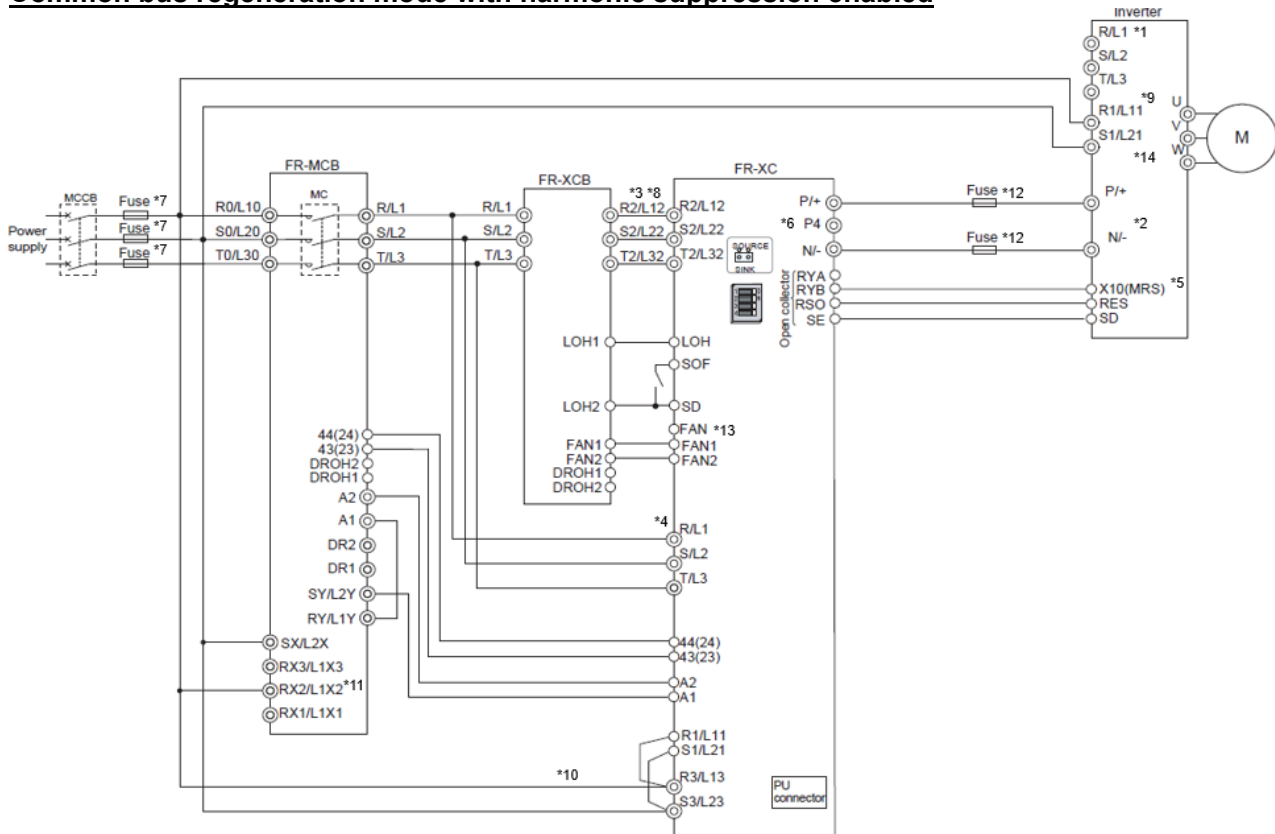 Common bus regeneration mode with harmonic suppression enabled
Inverter
R/L1 *1
S/L2
T/L3
*9
R1/L11
S1/L21
*14
U
V
W
M
P/+
*2
N/-
X10(MRS) *5
RES
SD
MCCB
Fuse *7
Fuse *7
Fuse *7
Power
supply
FR-MCB
MC
R0/L10
S0/L20
T0/L30
R/L1
S/L2
T/L3
44(24)
43(23)
DROH2
DROH1
A2
A1
DR2
DR1
SY/L2Y
RY/L1Y
SX/L2X
RX3/L1X3
RX2/L1X2 *11
RX1/L1X1
FR-XCB
R/L1
S/L2
T/L3
*3 *8
R2/L12
S2/L22
T2/L32
LOH1
LOH2
FAN1
FAN2
DROH1
DROH2
FR-XC
R2/L12
S2/L22
T2/L32
SOURCE
SINK
P/+
*6 P4
N/-
Fuse *12
Fuse *12
Open collector
RYA
RYB
RSO
SE
LOH
SOF
SD
FAN *13
FAN1
FAN2
*4
R/L1
S/L2
T/L3
44(24)
43(23)
A2
A1
R1/L11
S1/L21
*10
R3/L13
S3/L23
PU
connector